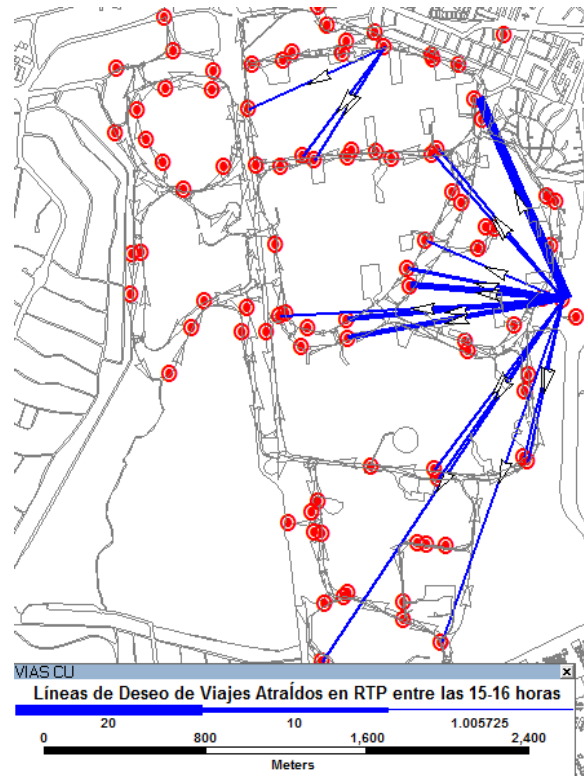 VIAS CU
x
Líneas de Deseo de Viajes AtraÍdos en RTP entre las 15-16 horas
20 10 1.005725
0 800 1,600 2,400
Meters